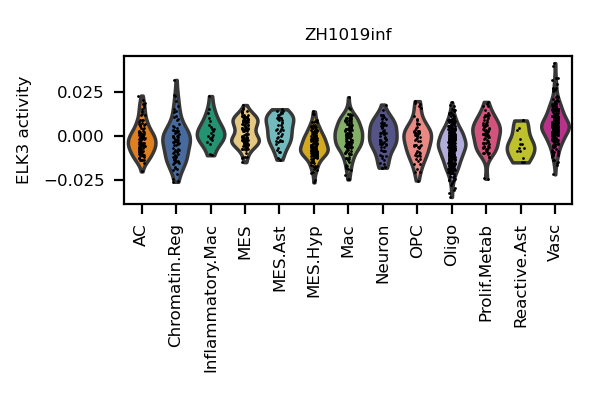 ZH1019inf
ELK3 activity
0.025
0.000
−0.025
AC
Chromatin.Reg
Inflammatory.Mac
MES
MES.Ast
MES.Hyp
Mac
Neuron
OPC
Oligo
Prolif.Metab
Reactive.Ast
Vasc